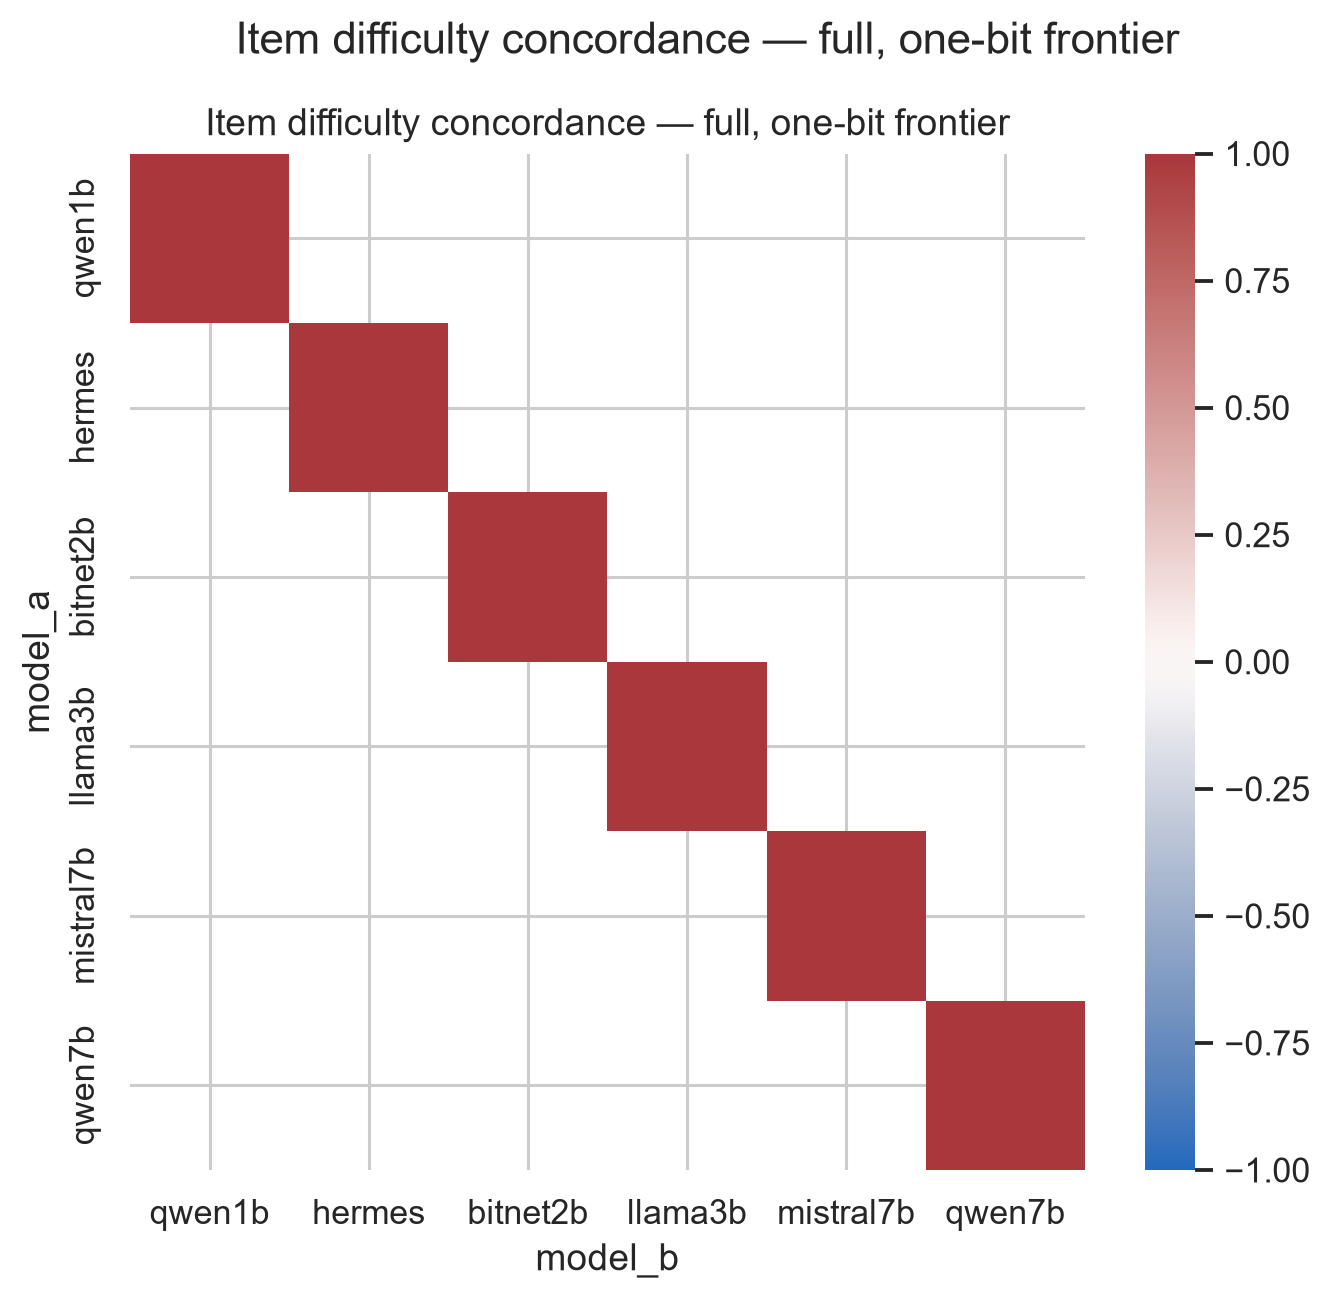 Item difficulty concordance — full, one-bit frontier
Item difficulty concordance — full, one-bit frontier
model_a
qwen1b
hermes
bitnet2b
llama3b
mistral7b
qwen7b
qwen1b hermes bitnet2b llama3b mistral7b qwen7b
model_b
1.00
0.75
0.50
0.25
0.00
−0.25
−0.50
−0.75
−1.00